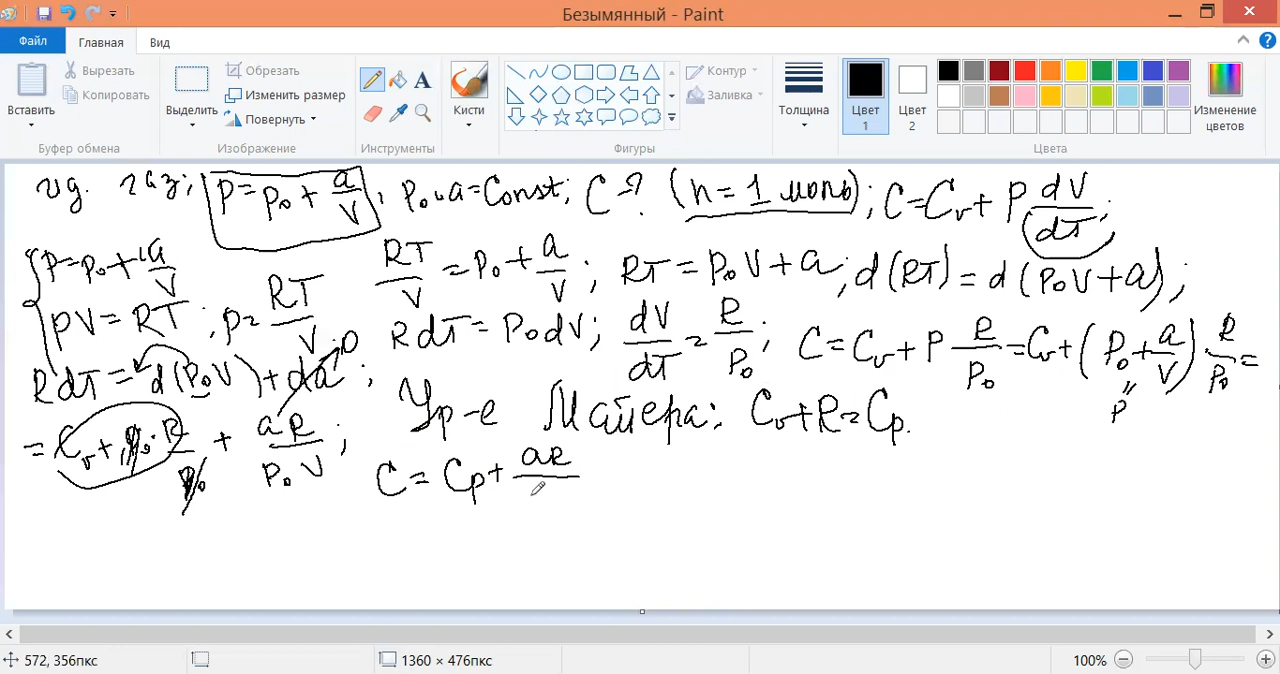 Безымянный - Paint
Файл Главная Вид
Вставить
Вырезать
Копировать
Буфер обмена
Выделить
Обрезать
Изменить размер
Повернуть
Изображение
A
Инструменты
Кисти
Фигуры
Контур
Заливка
Толщина
Цвет 1
Цвет 2
Изменение цветов
Цвета
ид. газ; P=P₀+a/V, P₀ и a=Const; C-? (n=1 моль); C=Cᵥ+P dV/dT;
P=P₀+a/V RT/V=P₀+a/V; RT=P₀V+a; d(RT)=d(P₀V+a);
PV=RT; P=RT/V RdT=P₀dV; dV/dT=R/P₀; C=Cᵥ+P R/P₀=Cᵥ+(P₀+a/V)·R/P₀=
RdT=d(P₀V)+da; 0 P
=Cᵥ+P₀·R/P₀+aR/P₀V; Ур-е Майера: Cᵥ+R=Cp.
C=Cp+aR
572, 356пкс 1360 × 476пкс 100%